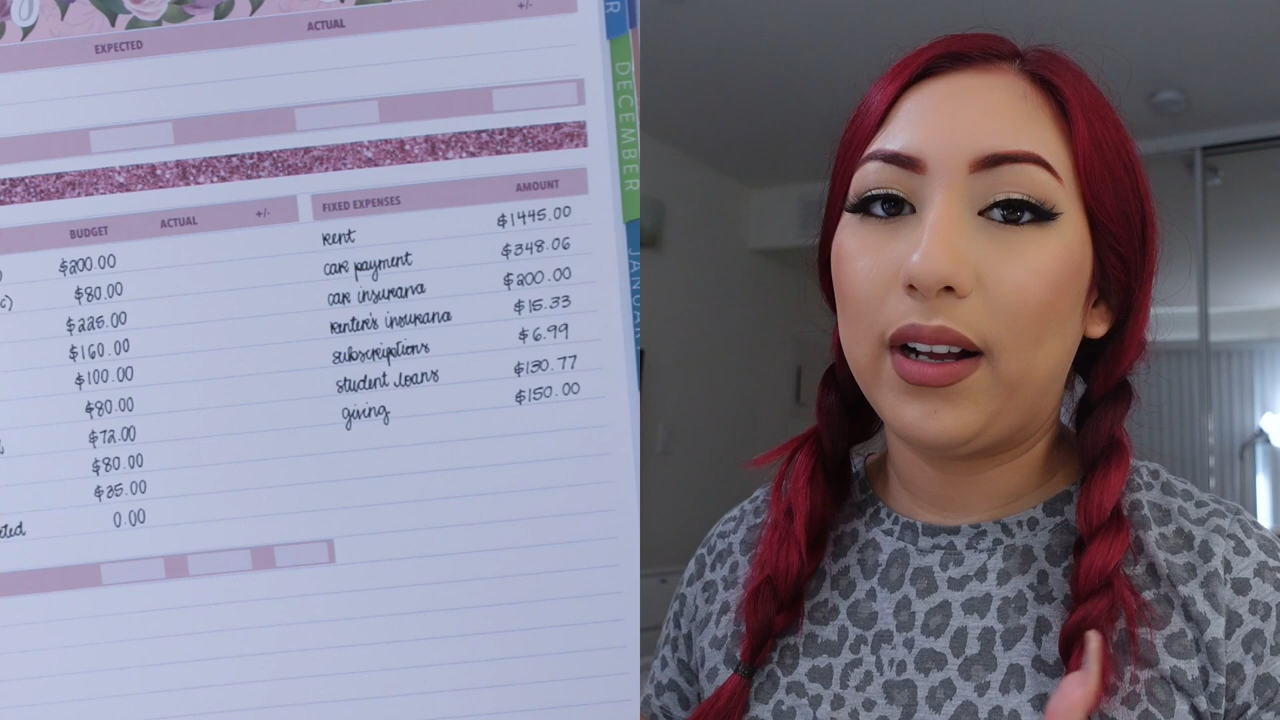 EXPECTED ACTUAL +/-
R
DECEMBER
JANUAR
BUDGET ACTUAL +/-
$200.00
$80.00
$225.00
$160.00
$100.00
$80.00
$72.00
$80.00
$35.00
0.00
FIXED EXPENSES AMOUNT
Rent $1445.00
car payment $348.06
car insurance $200.00
Renter's insurance $15.33
subscriptions $6.99
student loans $130.77
giving $150.00